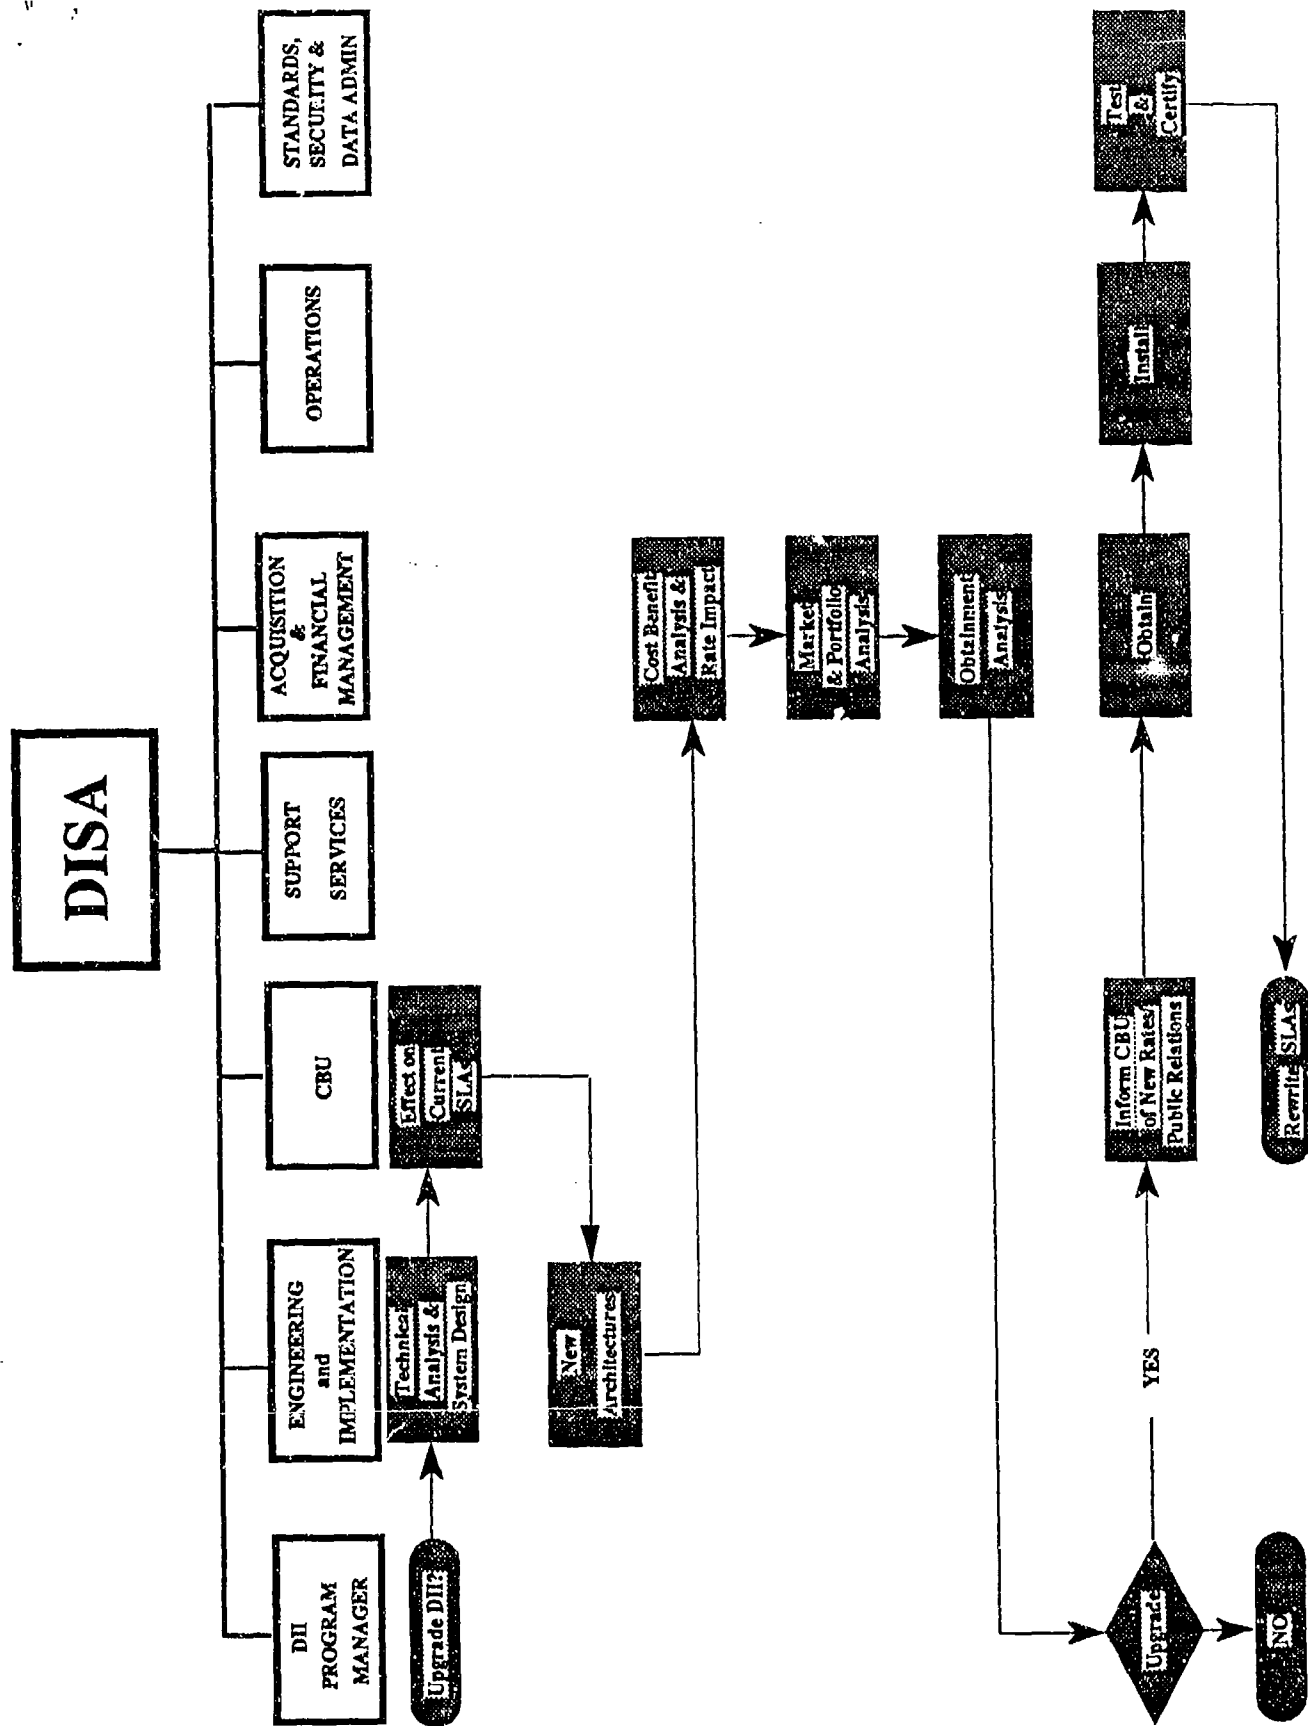 DISA
DII
PROGRAM
MANAGER
ENGINEERING
and
IMPLEMENTATION
CBU
SUPPORT
SERVICES
ACQUISITION
&
FINANCIAL
MANAGEMENT
OPERATIONS
STANDARDS,
SECURITY &
DATA ADMIN
Upgrade DII?
Technical
Analysis &
System Design
Effect on
Current
SLAs
New
Architectures
Cost Benefit
Analysis &
Rate Impact
Market
& Portfolio
Analysis
Obtainment
Analysis
Upgrade
YES
Inform CBU
of New Rates/
Public Relations
Obtain
Install
Test
&
Certify
NO
Rewrite SLAs